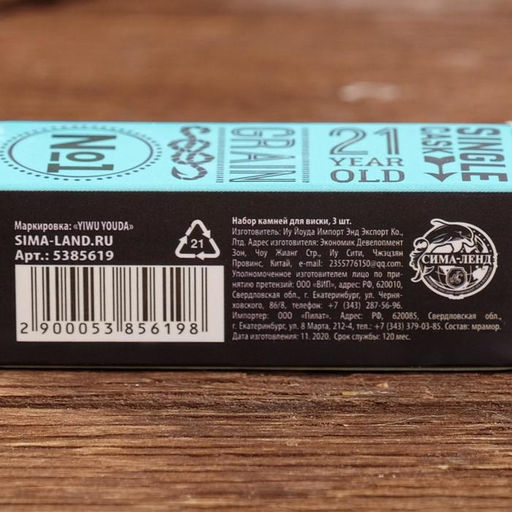 TON
GRAIN
21
YEAR
OLD
SINGLE
CASK
Маркировка: «YIWU YOUDA»
SIMA-LAND.RU
Арт.: 5385619
21
2900053856198
Набор камней для виски, 3 шт.
Изготовитель: Иу Йоуда Импорт Энд Экспорт Ко.,
Лтд. Адрес изготовителя: Экономик Девелопмент
Зон, Чоу Жианг Стр., Иу Сити, Чжэцзян
Провинс, Китай, e-mail: 2355776150@qq.com.
Уполномоченное изготовителем лицо по при-
нятию претензий: ООО «ВИП», адрес: РФ, 620010,
Свердловская обл., г. Екатеринбург, ул. Черня-
ховского, 86/8, телефон: +7 (343) 287-56-96.
Импортер: ООО «Пилат». Адрес: РФ, 620085, Свердловская обл.,
г. Екатеринбург, ул. 8 Марта, 212-4, тел.: +7 (343) 379-03-85. Состав: мрамор.
Дата изготовления: 11. 2020. Срок службы: 120 мес.
СИМА-ЛЕНД